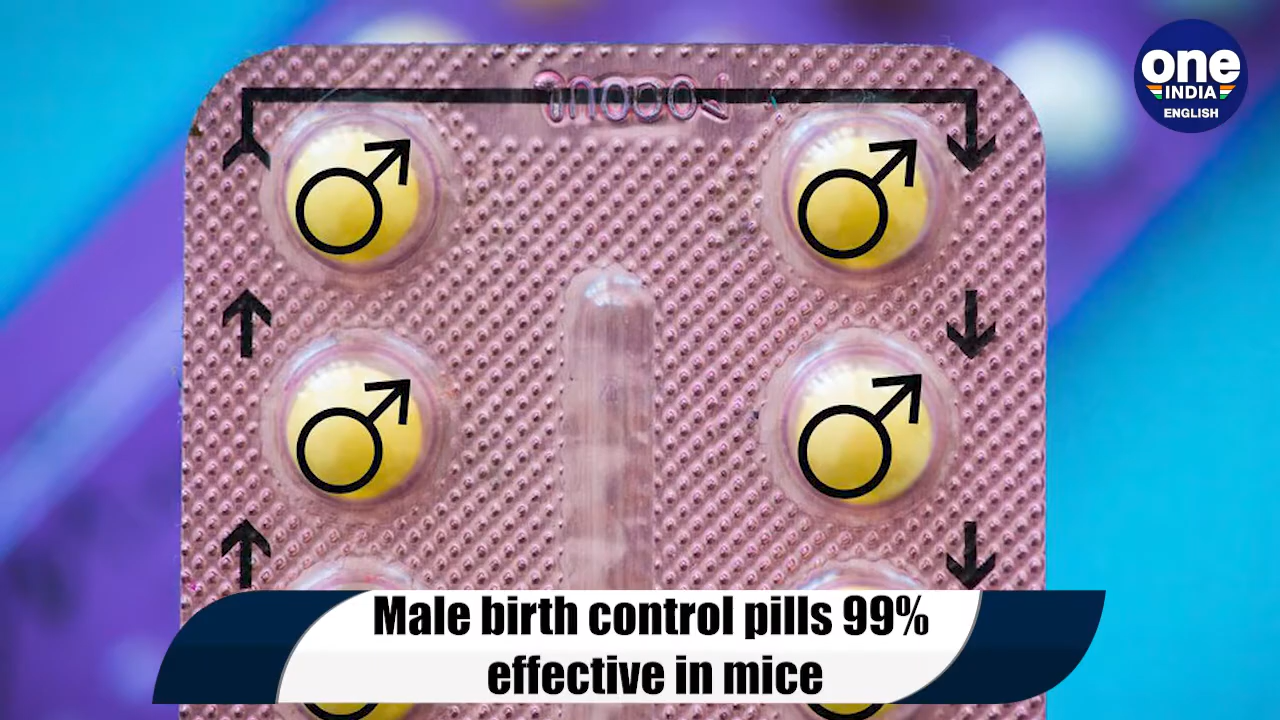 one
INDIA
ENGLISH
Male birth control pills 99%
effective in mice